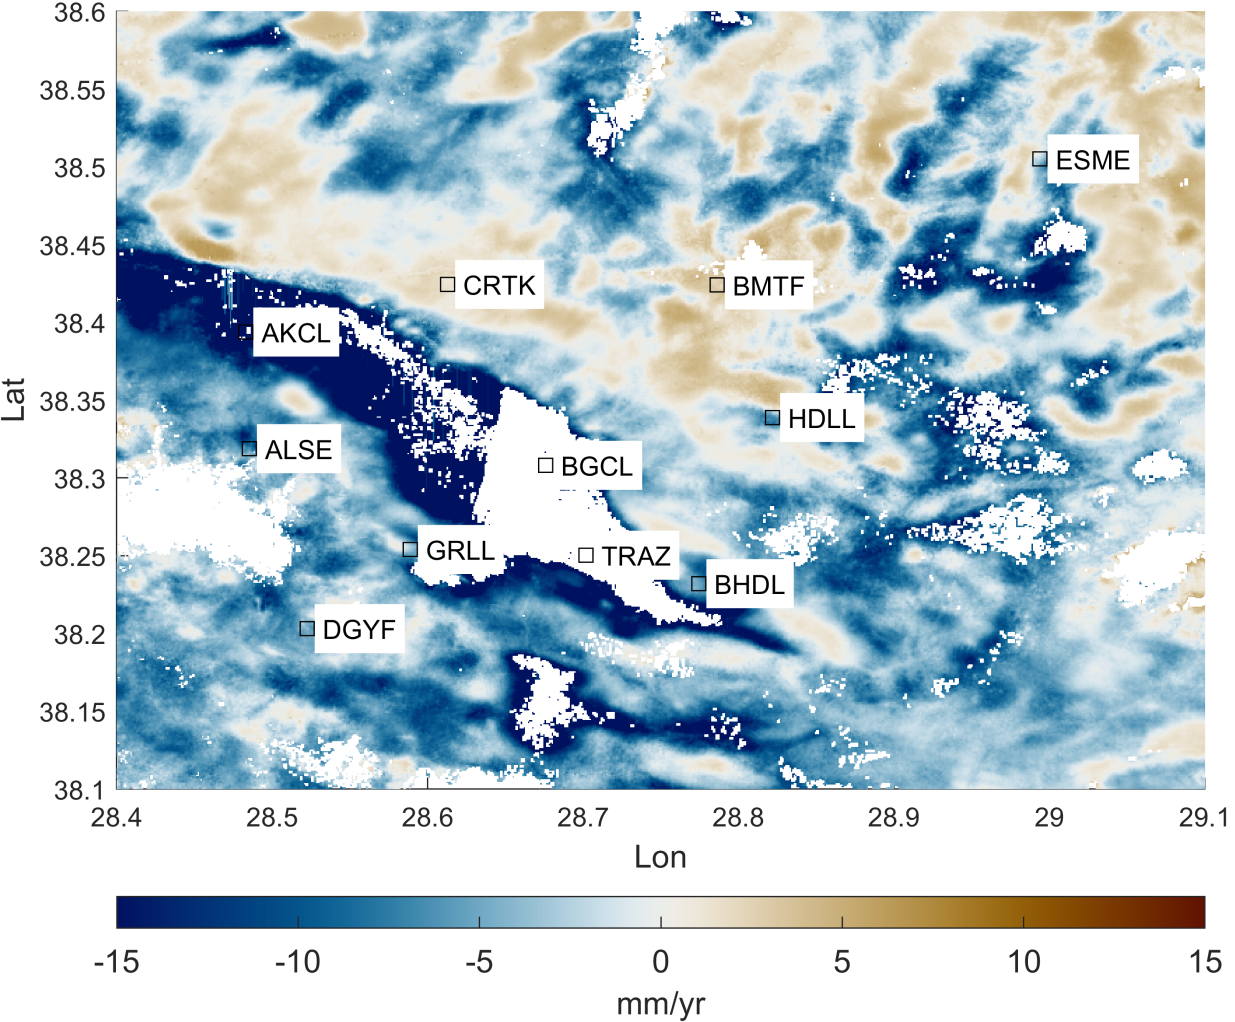 38.6
38.55
38.5
38.45
38.4
38.35
38.3
38.25
38.2
38.15
38.1
Lat
ESME
CRTK
BMTF
AKCL
HDLL
ALSE
BGCL
GRLL
TRAZ
BHDL
DGYF
28.4 28.5 28.6 28.7 28.8 28.9 29 29.1
Lon
-15 -10 -5 0 5 10 15
mm/yr